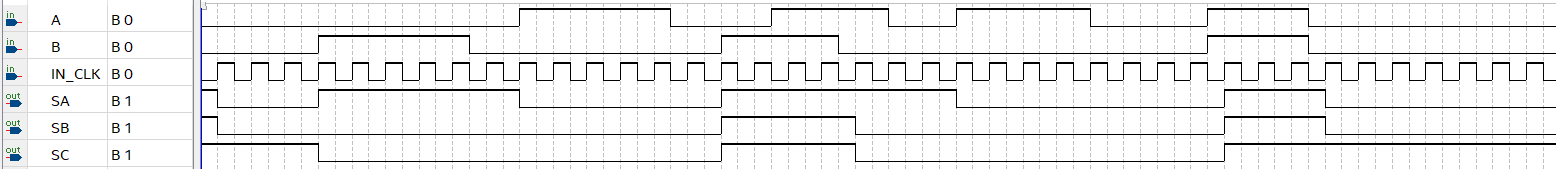 in A B 0
in B B 0
in IN_CLK B 0
out SA B 1
out SB B 1
out SC B 1